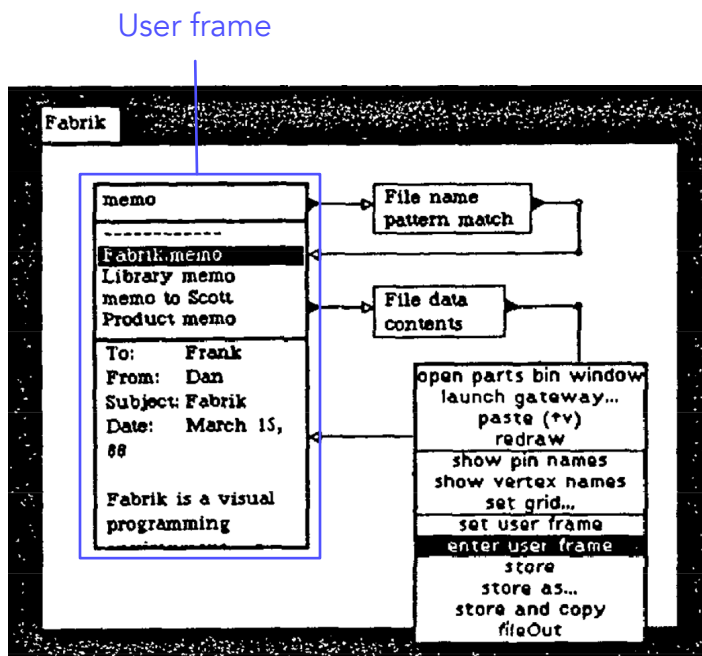 User frame
Fabrik
memo
File name
pattern match
Fabrik memo
Library memo
memo to Scott
Product memo
File data
contents
To: Frank
From: Dan
Subject: Fabrik
Date: March 15,
88
Fabrik is a visual
programming
open parts bin window
launch gateway...
paste (↑v)
redraw
show pin names
show vertex names
set grid...
set user frame
enter user frame
store
store as...
store and copy
fileOut